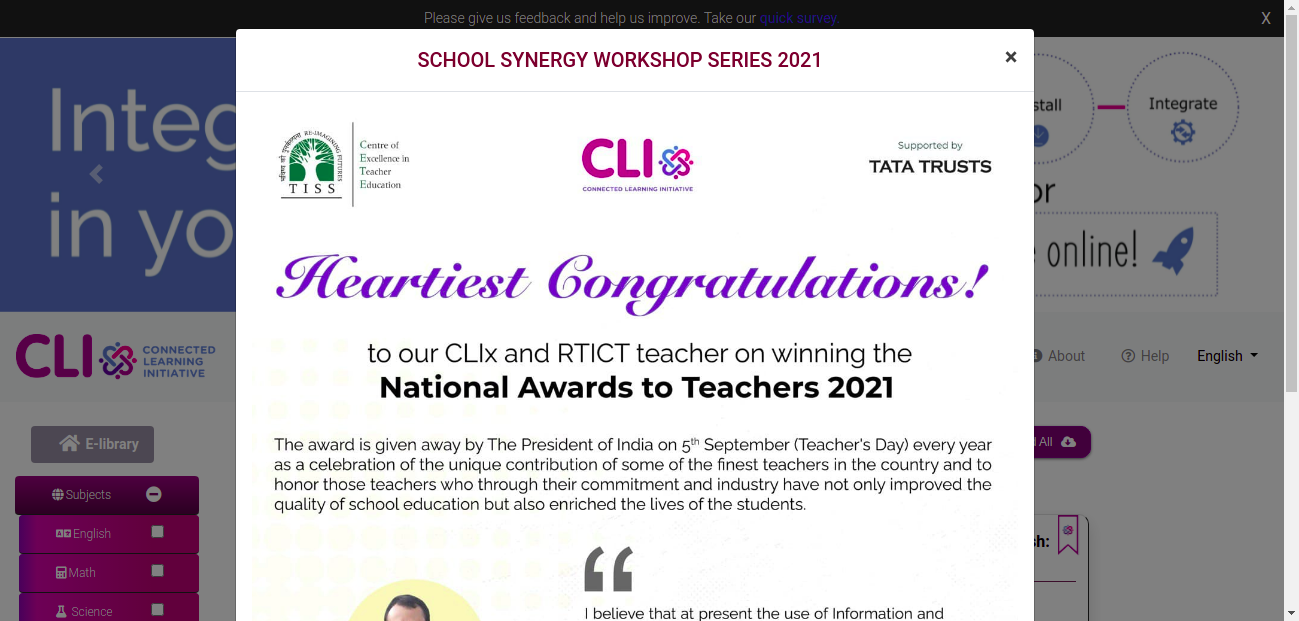 Please give us feedback and help us improve. Take our quick survey.
X
SCHOOL SYNERGY WORKSHOP SERIES 2021
×
Integ
in yo
stall
Integrate
or
online!
TISS
Centre of
Excellence in
Teacher
Education
CLI
CONNECTED LEARNING INITIATIVE
Supported by
TATA TRUSTS
Heartiest Congratulations!
to our CLIx and RTICT teacher on winning the
National Awards to Teachers 2021
The award is given away by The President of India on 5th September (Teacher's Day) every year
as a celebration of the unique contribution of some of the finest teachers in the country and to
honor those teachers who through their commitment and industry have not only improved the
quality of school education but also enriched the lives of the students.
“
I believe that at present the use of Information and
CLI
CONNECTED
LEARNING
INITIATIVE
About
Help
English
E-library
All
Subjects
English
Math
Science
sh: